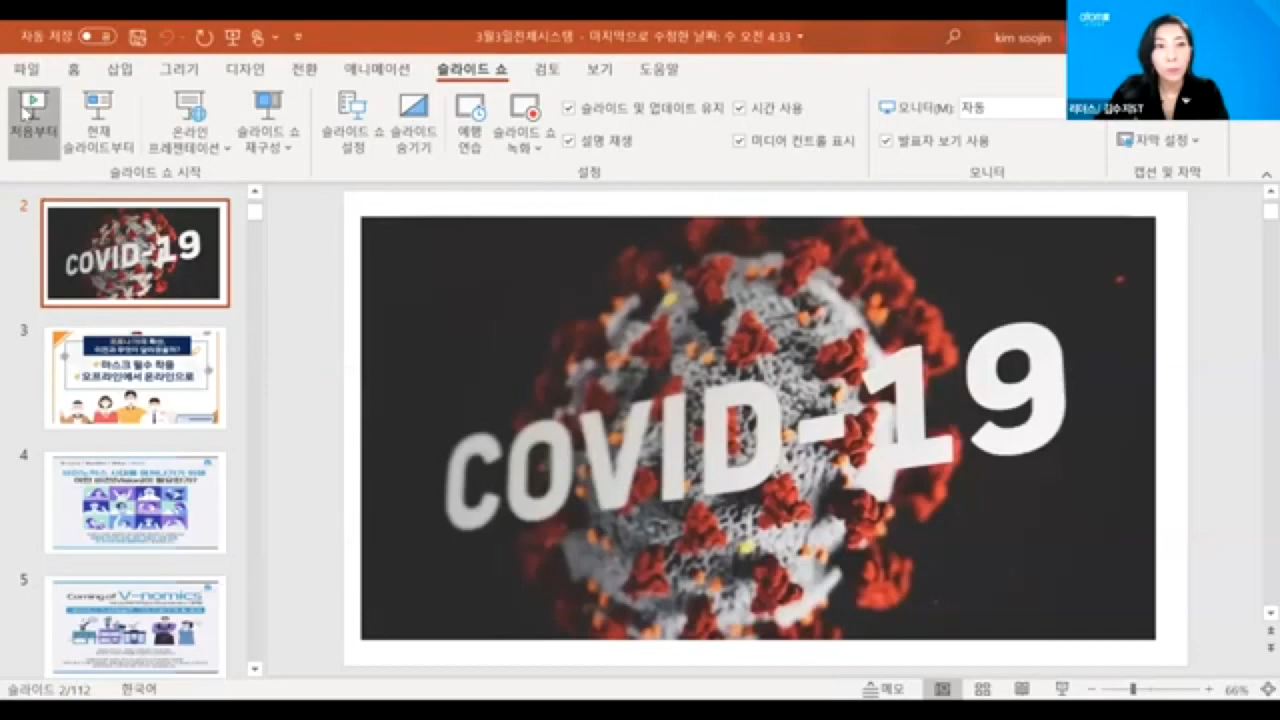 자동 저장
3월3일전체시스템 - 마지막으로 수정한 날짜: 수 오전 4:33
kim soojin
atomi
파일 홈 삽입 그리기 디자인 전환 애니메이션 슬라이드 쇼 검토 보기 도움말
처음부터
현재
슬라이드부터
온라인
프레젠테이션
슬라이드 쇼
재구성
슬라이드 쇼
설정
슬라이드
숨기기
예행
연습
슬라이드 쇼
녹화
슬라이드 및 업데이트 유지
시간 사용
설명 재생
미디어 컨트롤 표시
모니터(M): 자동
발표자 보기 사용
자막 설정
슬라이드 쇼 시작
설정
모니터
캡션 및 자막
2
COVID-19
3
마스크 필수 착용
오프라인에서 온라인으로
4
5
Coming of V-nomics
COVID-19
슬라이드 2/112
한국어
메모
66%